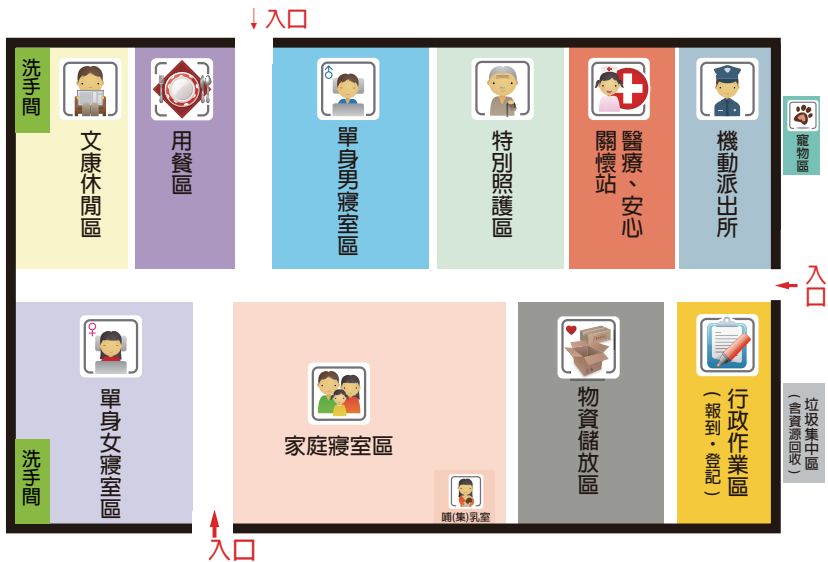 入口
洗手間
文康休閒區
用餐區
單身男寢室區
特別照護區
醫療、安心
關懷站
機動派出所
寵物區
入口
單身女寢室區
洗手間
家庭寢室區
哺(集)乳室
物資儲放區
行政作業區
(報到・登記)
垃圾集中區
(含資源回收)
入口